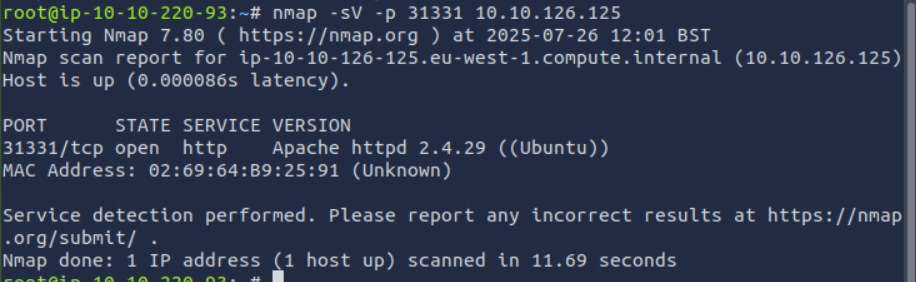 root@ip-10-10-220-93:~# nmap -sV -p 31331 10.10.126.125
Starting Nmap 7.80 ( https://nmap.org ) at 2025-07-26 12:01 BST
Nmap scan report for ip-10-10-126-125.eu-west-1.compute.internal (10.10.126.125)
Host is up (0.000086s latency).
PORT      STATE SERVICE VERSION
31331/tcp open  http    Apache httpd 2.4.29 ((Ubuntu))
MAC Address: 02:69:64:B9:25:91 (Unknown)
Service detection performed. Please report any incorrect results at https://nmap
.org/submit/ .
Nmap done: 1 IP address (1 host up) scanned in 11.69 seconds
root@ip-10-10-220-93:~#